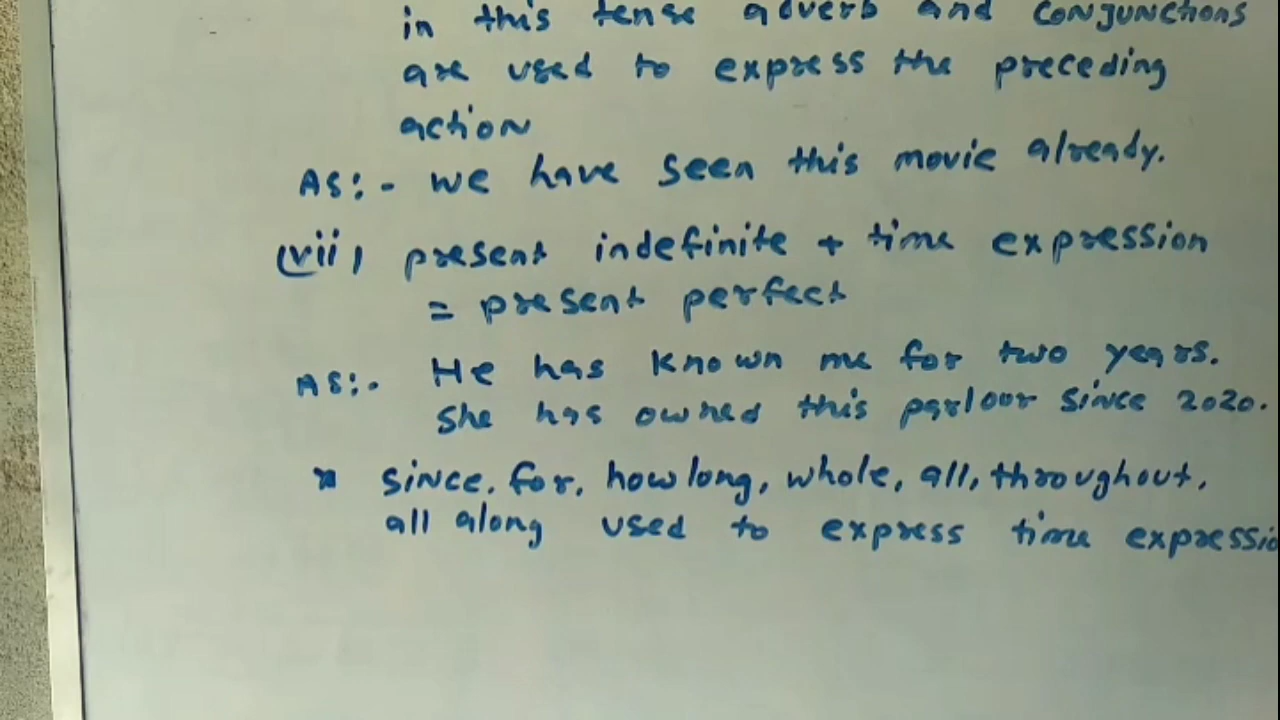 in this tense adverb and conjunctions
are used to express the preceding
action
As:- we have seen this movie already.
(vii) present indefinite + time expression
= present perfect
As:- He has known me for two years.
She has owned this parlour since 2020.
* since, for, how long, whole, all, throughout,
all along used to express time expressio